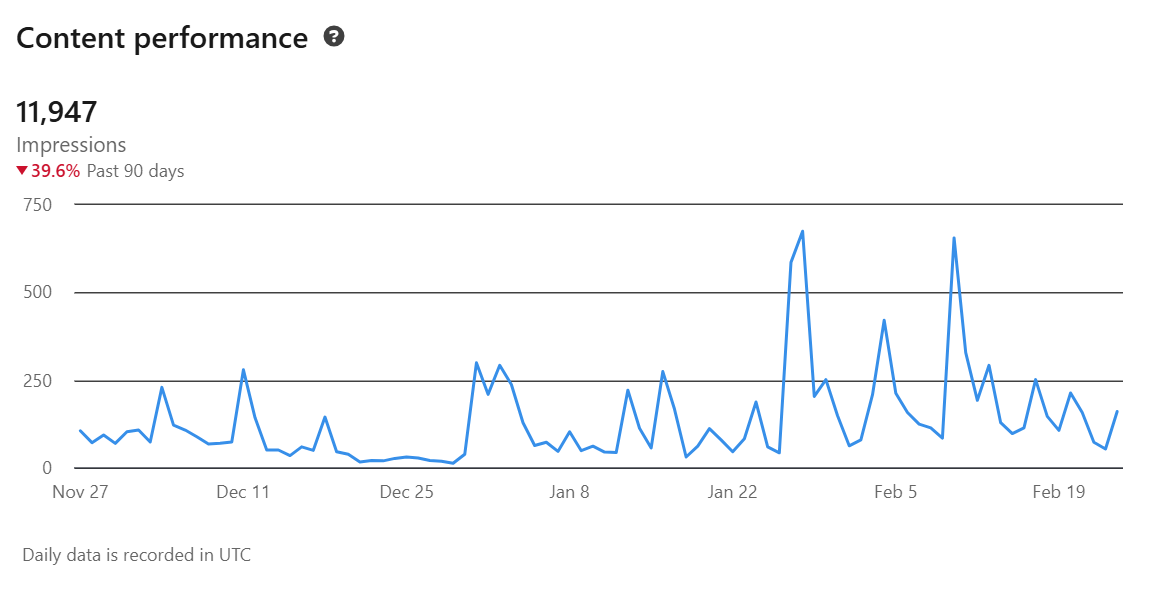 Content performance ?
11,947
Impressions
▼39.6% Past 90 days
750
500
250
0
Nov 27 Dec 11 Dec 25 Jan 8 Jan 22 Feb 5 Feb 19
Daily data is recorded in UTC